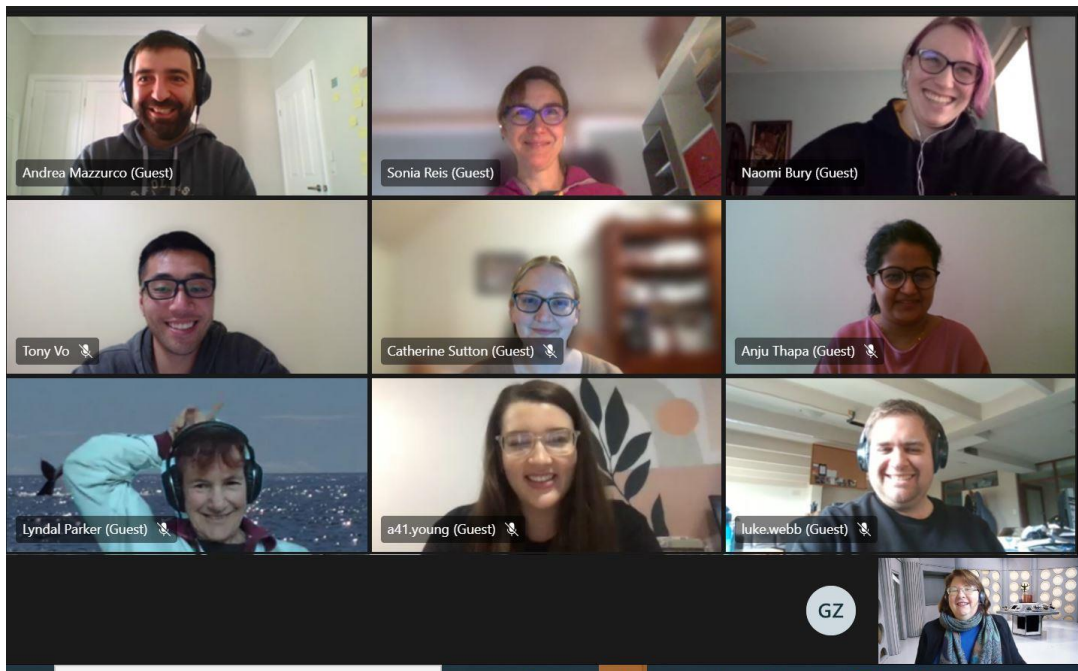 Andrea Mazzurco (Guest)
Sonia Reis (Guest)
Naomi Bury (Guest)
Tony Vo
Catherine Sutton (Guest)
Anju Thapa (Guest)
Lyndal Parker (Guest)
a41.young (Guest)
luke.webb (Guest)
GZ